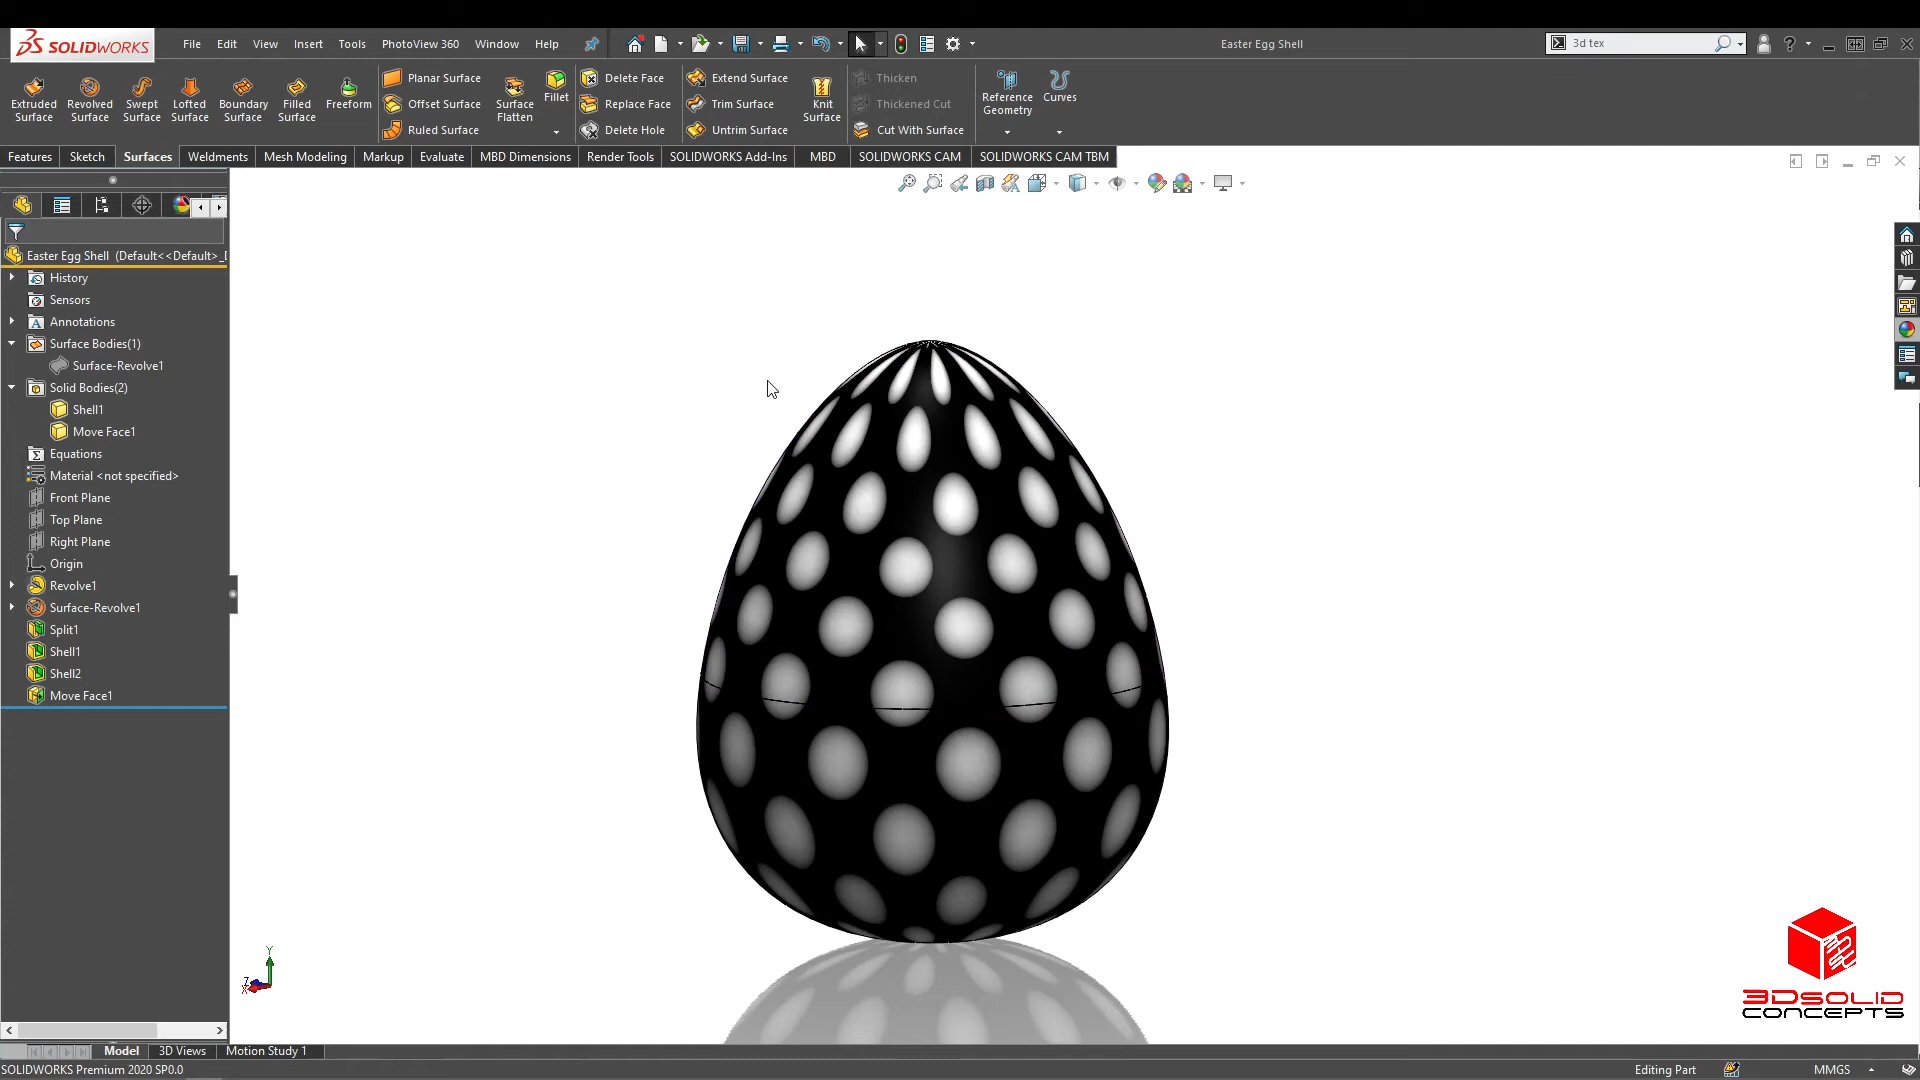 SOLIDWORKS File Edit View Insert Tools PhotoView 360 Window Help Easter Egg Shell 3d tex
Extruded Surface
Revolved Surface
Swept Surface
Lofted Surface
Boundary Surface
Filled Surface
Freeform
Planar Surface
Offset Surface
Ruled Surface
Surface Flatten
Fillet
Delete Face
Replace Face
Delete Hole
Extend Surface
Trim Surface
Untrim Surface
Knit Surface
Thicken
Thickened Cut
Cut With Surface
Reference Geometry
Curves
Features Sketch Surfaces Weldments Mesh Modeling Markup Evaluate MBD Dimensions Render Tools SOLIDWORKS Add-Ins MBD SOLIDWORKS CAM SOLIDWORKS CAM TBM
Easter Egg Shell (Default<<Default>_
History
Sensors
A Annotations
Surface Bodies(1)
Surface-Revolve1
Solid Bodies(2)
Shell1
Move Face1
Σ Equations
Material <not specified>
Front Plane
Top Plane
Right Plane
Origin
Revolve1
Surface-Revolve1
Split1
Shell1
Shell2
Move Face1
Y
Z
X
3DSOLID
CONCEPTS
Model 3D Views Motion Study 1
SOLIDWORKS Premium 2020 SP0.0 Editing Part MMGS